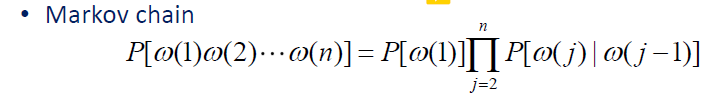 • Markov chain
P[ω(1)ω(2)⋯ω(n)] = P[ω(1)]∏_{j=2}^{n} P[ω(j) | ω(j−1)]